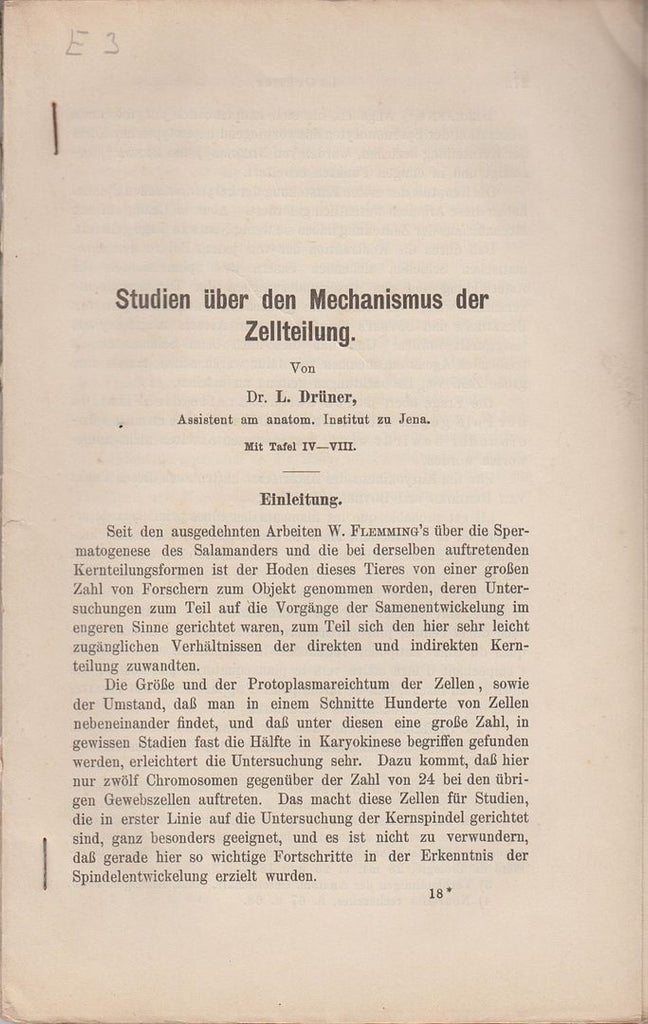 E 3
Studien über den Mechanismus der
Zellteilung.
Von
Dr. L. Drüner,
Assistent am anatom. Institut zu Jena.
Mit Tafel IV—VIII.
Einleitung.
Seit den ausgedehnten Arbeiten W. FLEMMING's über die Sper-
matogenese des Salamanders und die bei derselben auftretenden
Kernteilungsformen ist der Hoden dieses Tieres von einer großen
Zahl von Forschern zum Objekt genommen worden, deren Unter-
suchungen zum Teil auf die Vorgänge der Samenentwickelung im
engeren Sinne gerichtet waren, zum Teil sich den hier sehr leicht
zugänglichen Verhältnissen der direkten und indirekten Kern-
teilung zuwandten.
Die Größe und der Protoplasmareichtum der Zellen, sowie
der Umstand, daß man in einem Schnitte Hunderte von Zellen
nebeneinander findet, und daß unter diesen eine große Zahl, in
gewissen Stadien fast die Hälfte in Karyokinese begriffen gefunden
werden, erleichtert die Untersuchung sehr. Dazu kommt, daß hier
nur zwölf Chromosomen gegenüber der Zahl von 24 bei den übri-
gen Gewebszellen auftreten. Das macht diese Zellen für Studien,
die in erster Linie auf die Untersuchung der Kernspindel gerichtet
sind, ganz besonders geeignet, und es ist nicht zu verwundern,
daß gerade hier so wichtige Fortschritte in der Erkenntnis der
Spindelentwickelung erzielt wurden.
18*